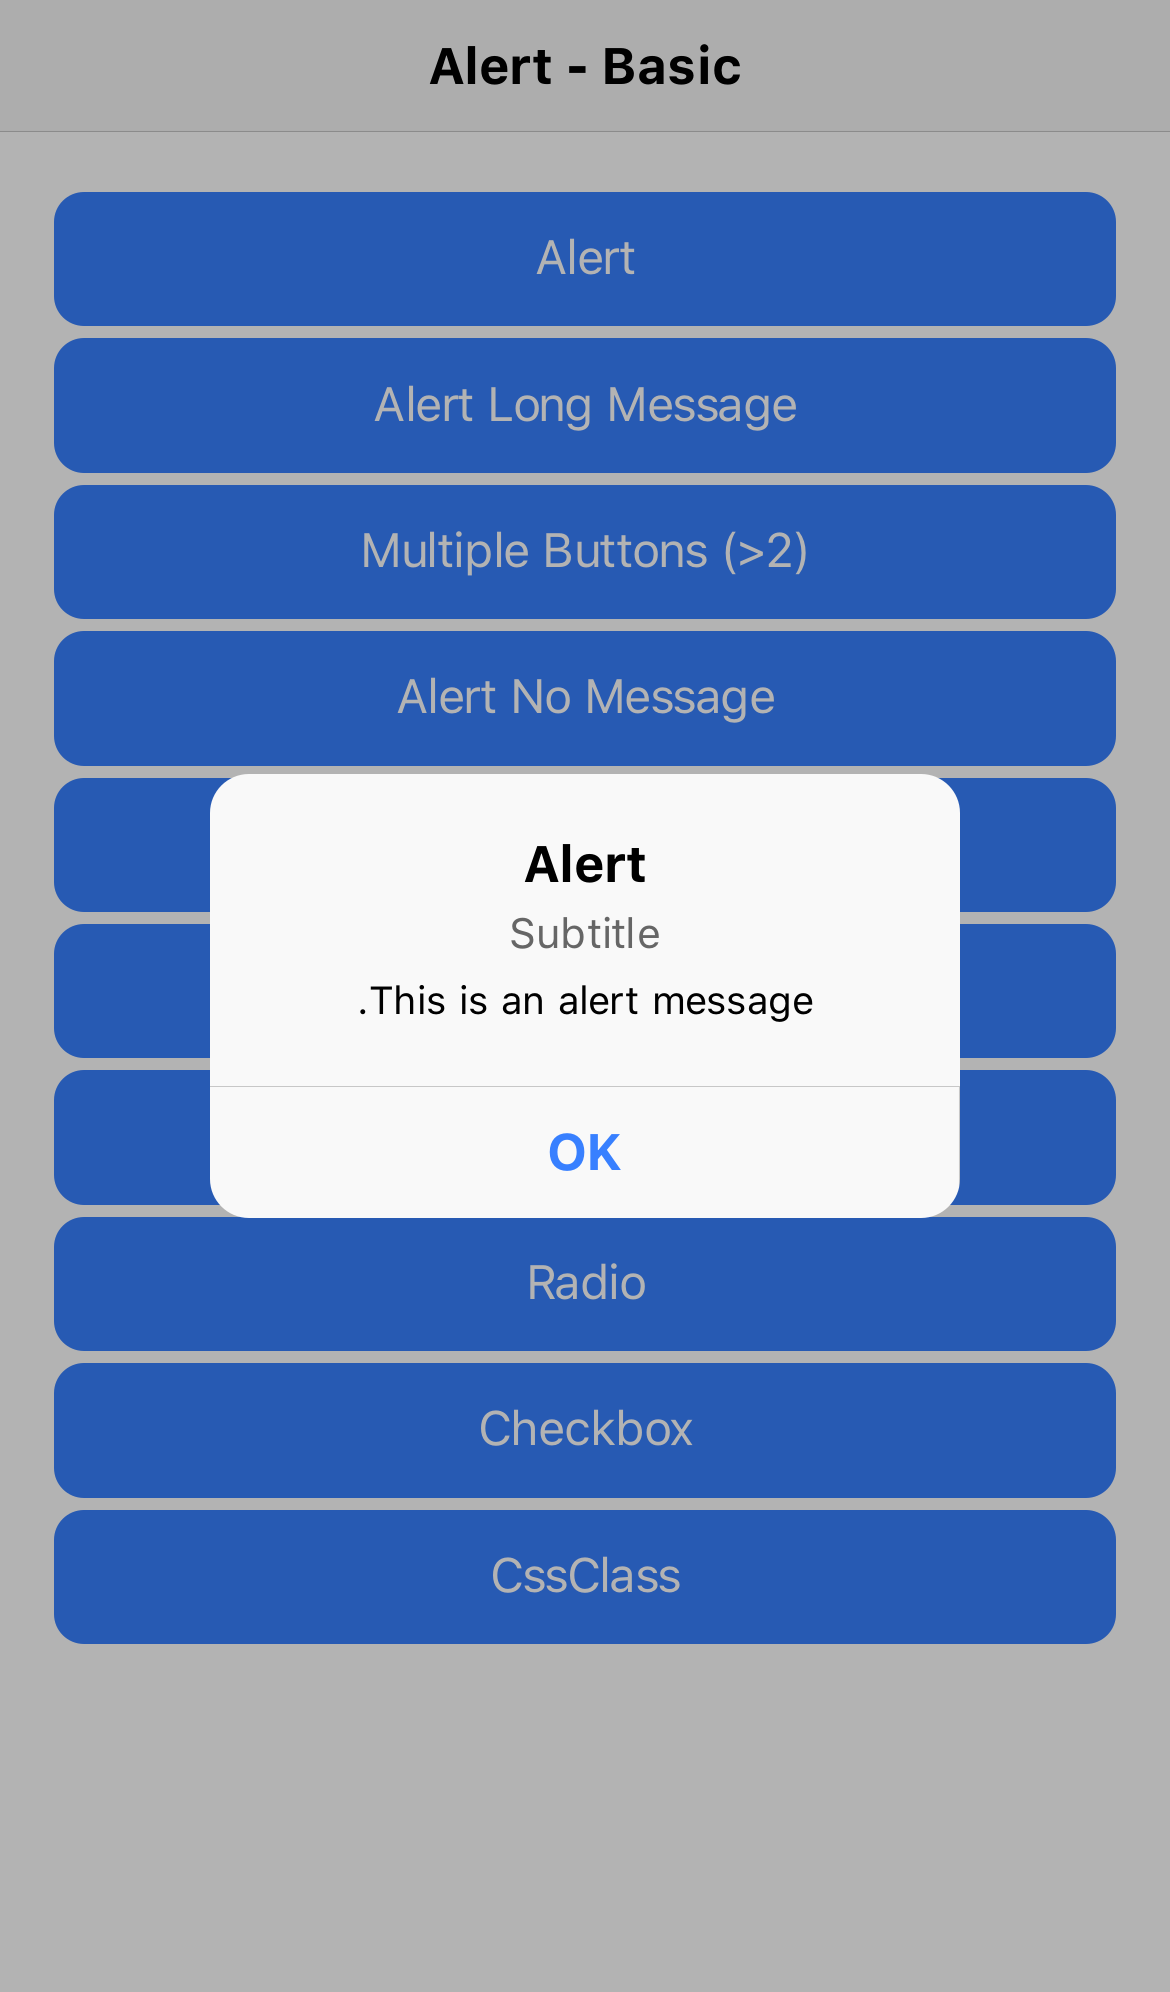 Alert - Basic
Alert
Alert Long Message
Multiple Buttons (>2)
Alert No Message
Alert
Subtitle
.This is an alert message
OK
Radio
Checkbox
CssClass